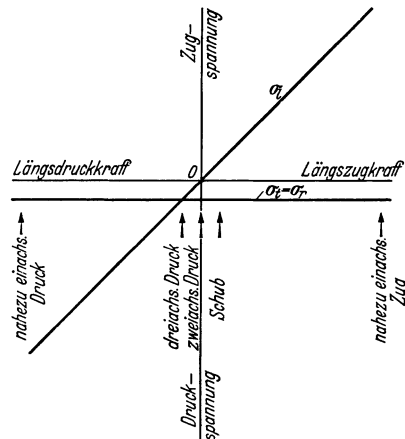 Zug-
spannung
σl
Längsdruckkraft
0
Längszugkraft
σt=σr
nahezu einachs.
Druck
dreiachs. Druck
zweiachs. Druck
Schub
nahezu einachs.
Zug
Druck-
spannung